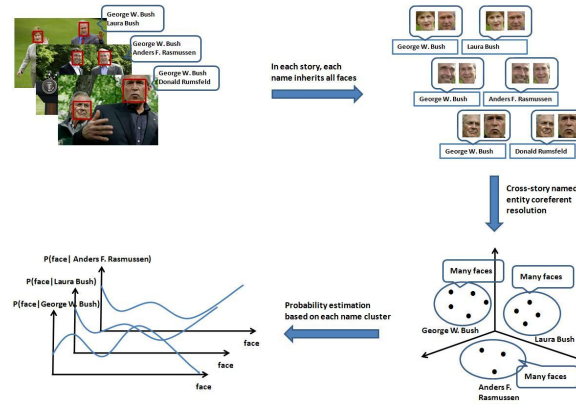 George W. Bush
Laura Bush
George W. Bush
Anders F. Rasmussen
George W. Bush
Donald Rumsfeld
In each story, each
name inherits all faces
George W. Bush
Laura Bush
George W. Bush
Anders F. Rasmussen
George W. Bush
Donald Rumsfeld
Cross-story named
entity coreferent
resolution
Many faces
Many faces
George W. Bush
Laura Bush
Many faces
Anders F.
Rasmussen
Probability estimation
based on each name cluster
P(face| Anders F. Rasmussen)
P(face|Laura Bush)
P(face|George W. Bush)
face
face
face